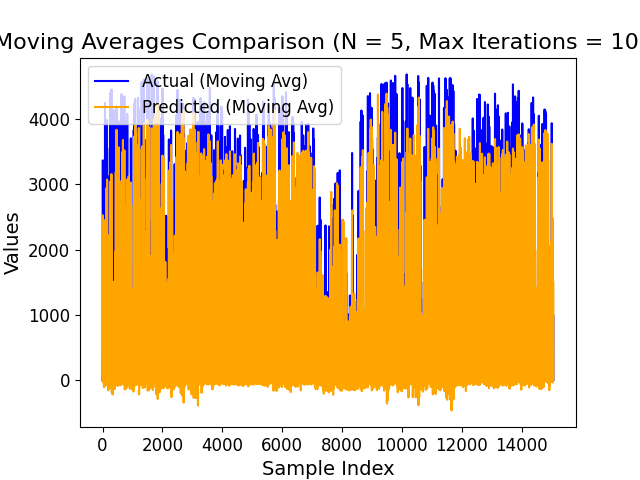 Moving Averages Comparison (N = 5, Max Iterations = 10
Actual (Moving Avg)
Predicted (Moving Avg)
4000
3000
2000
1000
0
Values
0 2000 4000 6000 8000 10000 12000 14000
Sample Index